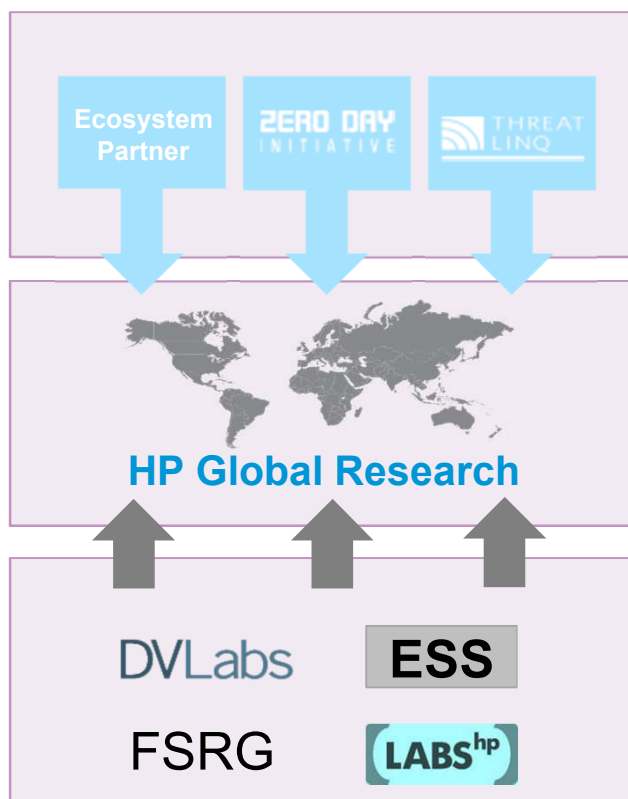 Ecosystem
Partner
ZERO DAY
INITIATIVE
THREAT
LINQ
HP Global Research
DVLabs
ESS
FSRG
LABS hp